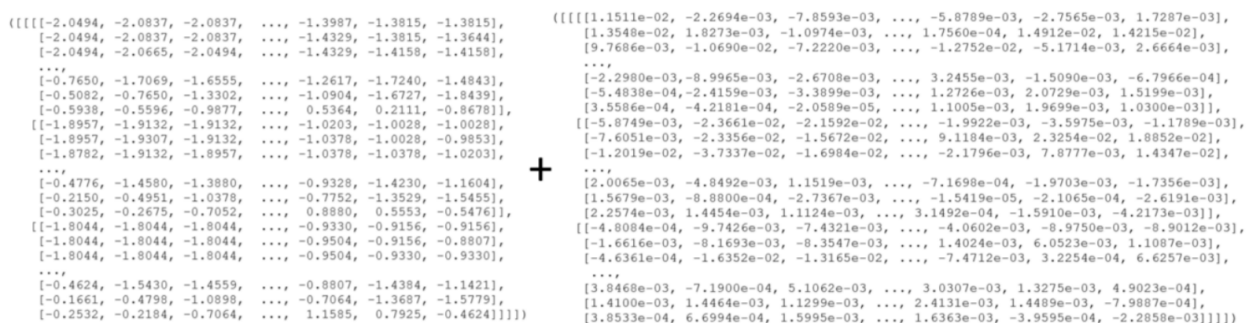 ([[[[-2.0494, -2.0837, -2.0837, ..., -1.3987, -1.3815, -1.3815],
[-2.0494, -2.0837, -2.0837, ..., -1.4329, -1.3815, -1.3644],
[-2.0494, -2.0665, -2.0494, ..., -1.4329, -1.4158, -1.4158],
...,
[-0.7650, -1.7069, -1.6555, ..., -1.2617, -1.7240, -1.4843],
[-0.5082, -0.7650, -1.3302, ..., -1.0904, -1.6727, -1.8439],
[-0.5938, -0.5596, -0.9877, ..., 0.5364, 0.2111, -0.8678]],
[[-1.8957, -1.9132, -1.9132, ..., -1.0203, -1.0028, -1.0028],
[-1.8957, -1.9307, -1.9132, ..., -1.0378, -1.0028, -0.9853],
[-1.8782, -1.9132, -1.8957, ..., -1.0378, -1.0378, -1.0203],
...,
[-0.4776, -1.4580, -1.3880, ..., -0.9328, -1.4230, -1.1604],
[-0.2150, -0.4951, -1.0378, ..., -0.7752, -1.3529, -1.5455],
[-0.3025, -0.2675, -0.7052, ..., 0.8880, 0.5553, -0.5476]],
[[-1.8044, -1.8044, -1.8044, ..., -0.9330, -0.9156, -0.9156],
[-1.8044, -1.8044, -1.8044, ..., -0.9504, -0.9156, -0.8807],
[-1.8044, -1.8044, -1.8044, ..., -0.9504, -0.9330, -0.9330],
...,
[-0.4624, -1.5430, -1.4559, ..., -0.8807, -1.4384, -1.1421],
[-0.1661, -0.4798, -1.0898, ..., -0.7064, -1.3687, -1.5779],
[-0.2532, -0.2184, -0.7064, ..., 1.1585, 0.7925, -0.4624]]]])
+
([[[[1.1511e-02, -2.2694e-03, -7.8593e-03, ..., -5.8789e-03, -2.7565e-03, 1.7287e-03],
[1.3548e-02, 1.8273e-03, -1.0974e-03, ..., 1.7560e-04, 1.4912e-02, 1.4215e-02],
[9.7686e-03, -1.0690e-02, -7.2220e-03, ..., -1.2752e-02, -5.1714e-03, 2.6664e-03],
...,
[-2.2980e-03,-8.9965e-03, -2.6708e-03, ..., 3.2455e-03, -1.5090e-03, -6.7966e-04],
[-5.4838e-04,-2.4159e-03, -3.3899e-03, ..., 1.2726e-03, 2.0729e-03, 1.5199e-03],
[3.5586e-04, -4.2181e-04, -2.0589e-05, ..., 1.1005e-03, 1.9699e-03, 1.0300e-03]],
[[-5.8749e-03, -2.3661e-02, -2.1592e-02, ..., -1.9922e-03, -3.5975e-03, -1.1789e-03],
[-7.6051e-03, -2.3356e-02, -1.5672e-02, ..., 9.1184e-03, 2.3254e-02, 1.8852e-02],
[-1.2019e-02, -3.7337e-02, -1.6984e-02, ..., -2.1796e-03, 7.8777e-03, 1.4347e-02],
...,
[2.0065e-03, -4.8492e-03, 1.1519e-03, ..., -7.1698e-04, -1.9703e-03, -1.7356e-03],
[1.5679e-03, -8.8800e-04, -2.7367e-03, ..., -1.5419e-05, -2.1065e-04, -2.6191e-03],
[2.2574e-03, 1.4454e-03, 1.1124e-03, ..., 3.1492e-04, -1.5910e-03, -4.2173e-03]],
[[-4.8084e-04, -9.7426e-03, -7.4321e-03, ..., -4.0602e-03, -8.9750e-03, -8.9012e-03],
[-1.6616e-03, -8.1693e-03, -8.3547e-03, ..., 1.4024e-03, 6.0523e-03, 1.1087e-03],
[-4.6361e-04, -1.6352e-02, -1.3165e-02, ..., -7.4712e-03, 3.2254e-04, 6.6257e-03],
...,
[3.8468e-03, -7.1900e-04, 5.1062e-03, ..., 3.0307e-03, 1.3275e-03, 4.9023e-04],
[1.4100e-03, 1.4464e-03, 1.1299e-03, ..., 2.4131e-03, 1.4489e-03, -7.9887e-04],
[3.8533e-04, 6.6994e-04, 1.5995e-03, ..., 1.6363e-03, -3.9595e-04, -2.2858e-03]]]])